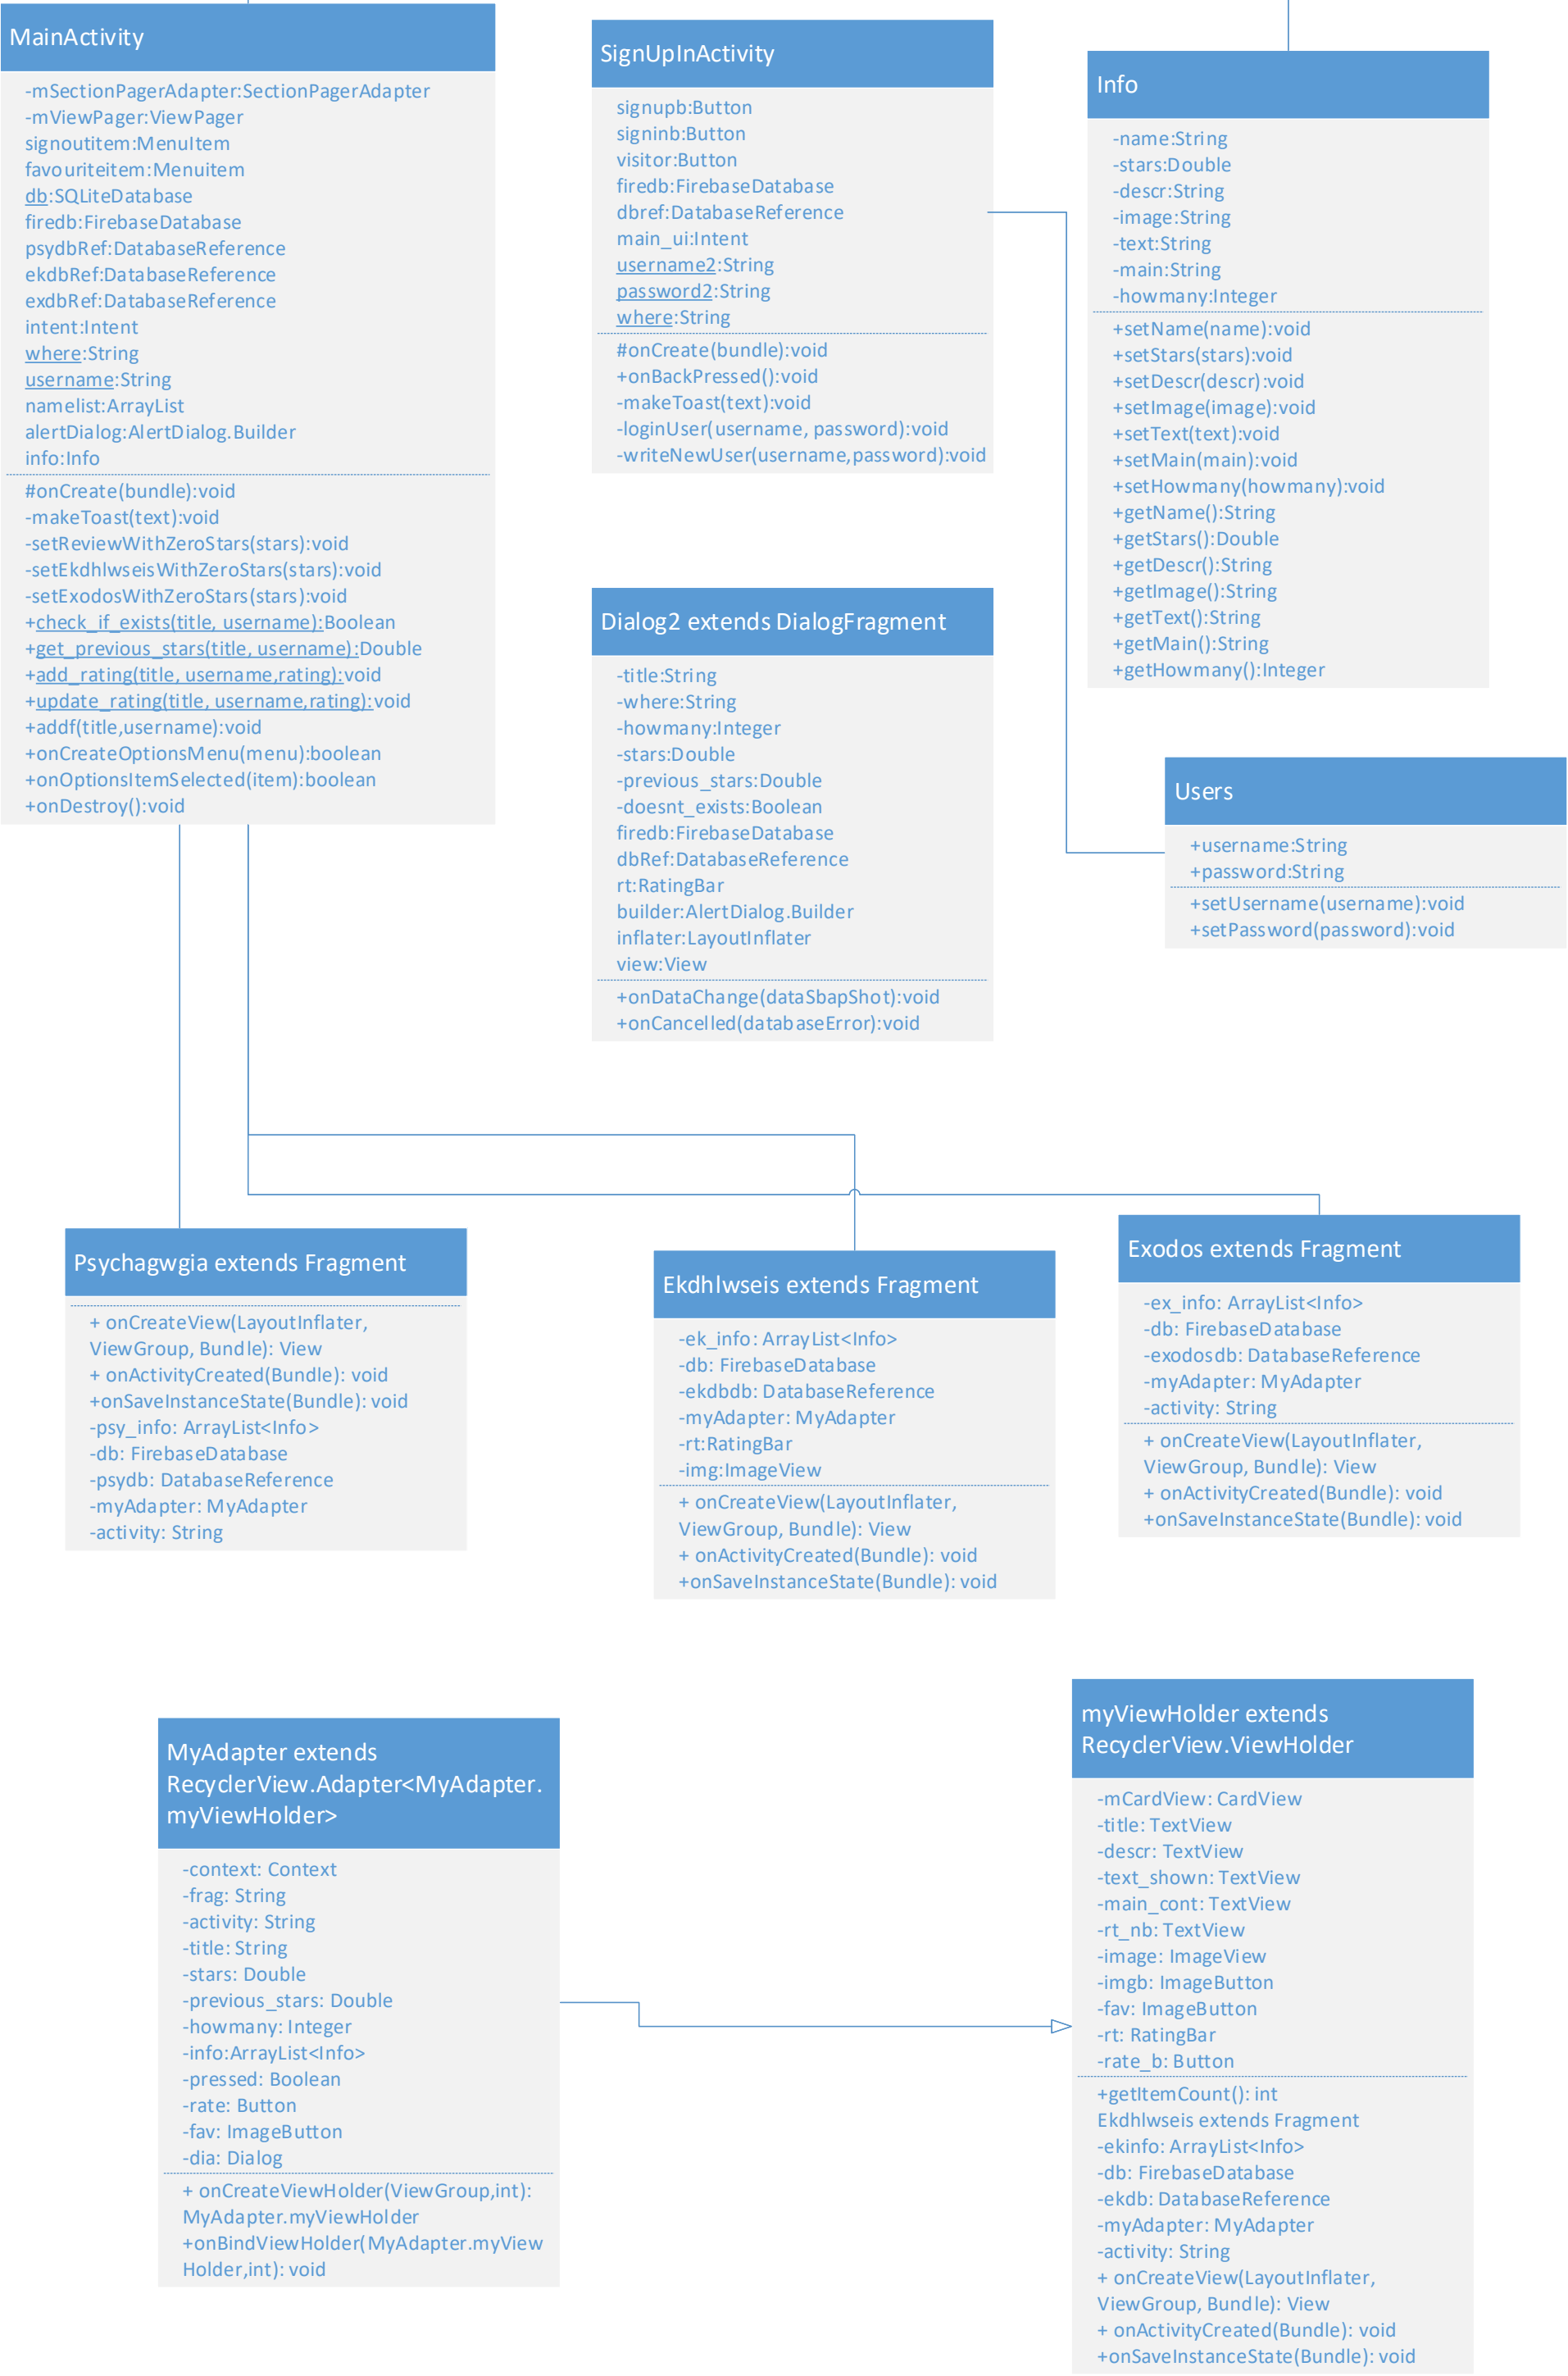 MainActivity
-mSectionPagerAdapter:SectionPagerAdapter
-mViewPager:ViewPager
signoutitem:MenuItem
favouriteitem:Menuitem
db:SQLiteDatabase
firedb:FirebaseDatabase
psydbRef:DatabaseReference
ekdbRef:DatabaseReference
exdbRef:DatabaseReference
intent:Intent
where:String
username:String
namelist:ArrayList
alertDialog:AlertDialog.Builder
info:Info
#onCreate(bundle):void
-makeToast(text):void
-setReviewWithZeroStars(stars):void
-setEkdhlwseisWithZeroStars(stars):void
-setExodosWithZeroStars(stars):void
+check_if_exists(title, username):Boolean
+get_previous_stars(title, username):Double
+add_rating(title, username,rating):void
+update_rating(title, username,rating):void
+addf(title,username):void
+onCreateOptionsMenu(menu):boolean
+onOptionsItemSelected(item):boolean
+onDestroy():void
SignUpInActivity
signupb:Button
signinb:Button
visitor:Button
firedb:FirebaseDatabase
dbref:DatabaseReference
main_ui:Intent
username2:String
password2:String
where:String
#onCreate(bundle):void
+onBackPressed():void
-makeToast(text):void
-loginUser(username, password):void
-writeNewUser(username,password):void
Info
-name:String
-stars:Double
-descr:String
-image:String
-text:String
-main:String
-howmany:Integer
+setName(name):void
+setStars(stars):void
+setDescr(descr):void
+setImage(image):void
+setText(text):void
+setMain(main):void
+setHowmany(howmany):void
+getName():String
+getStars():Double
+getDescr():String
+getImage():String
+getText():String
+getMain():String
+getHowmany():Integer
Dialog2 extends DialogFragment
-title:String
-where:String
-howmany:Integer
-stars:Double
-previous_stars:Double
-doesnt_exists:Boolean
firedb:FirebaseDatabase
dbRef:DatabaseReference
rt:RatingBar
builder:AlertDialog.Builder
inflater:LayoutInflater
view:View
+onDataChange(dataSbapShot):void
+onCancelled(databaseError):void
Users
+username:String
+password:String
+setUsername(username):void
+setPassword(password):void
Psychagwgia extends Fragment
+ onCreateView(LayoutInflater,
ViewGroup, Bundle): View
+ onActivityCreated(Bundle): void
+onSaveInstanceState(Bundle): void
-psy_info: ArrayList<Info>
-db: FirebaseDatabase
-psydb: DatabaseReference
-myAdapter: MyAdapter
-activity: String
Ekdhlwseis extends Fragment
-ek_info: ArrayList<Info>
-db: FirebaseDatabase
-ekdbdb: DatabaseReference
-myAdapter: MyAdapter
-rt:RatingBar
-img:ImageView
+ onCreateView(LayoutInflater,
ViewGroup, Bundle): View
+ onActivityCreated(Bundle): void
+onSaveInstanceState(Bundle): void
Exodos extends Fragment
-ex_info: ArrayList<Info>
-db: FirebaseDatabase
-exodosdb: DatabaseReference
-myAdapter: MyAdapter
-activity: String
+ onCreateView(LayoutInflater,
ViewGroup, Bundle): View
+ onActivityCreated(Bundle): void
+onSaveInstanceState(Bundle): void
MyAdapter extends
RecyclerView.Adapter<MyAdapter.
myViewHolder>
-context: Context
-frag: String
-activity: String
-title: String
-stars: Double
-previous_stars: Double
-howmany: Integer
-info:ArrayList<Info>
-pressed: Boolean
-rate: Button
-fav: ImageButton
-dia: Dialog
+ onCreateViewHolder(ViewGroup,int):
MyAdapter.myViewHolder
+onBindViewHolder(MyAdapter.myView
Holder,int): void
myViewHolder extends
RecyclerView.ViewHolder
-mCardView: CardView
-title: TextView
-descr: TextView
-text_shown: TextView
-main_cont: TextView
-rt_nb: TextView
-image: ImageView
-imgb: ImageButton
-fav: ImageButton
-rt: RatingBar
-rate_b: Button
+getItemCount(): int
Ekdhlwseis extends Fragment
-ekinfo: ArrayList<Info>
-db: FirebaseDatabase
-ekdb: DatabaseReference
-myAdapter: MyAdapter
-activity: String
+ onCreateView(LayoutInflater,
ViewGroup, Bundle): View
+ onActivityCreated(Bundle): void
+onSaveInstanceState(Bundle): void